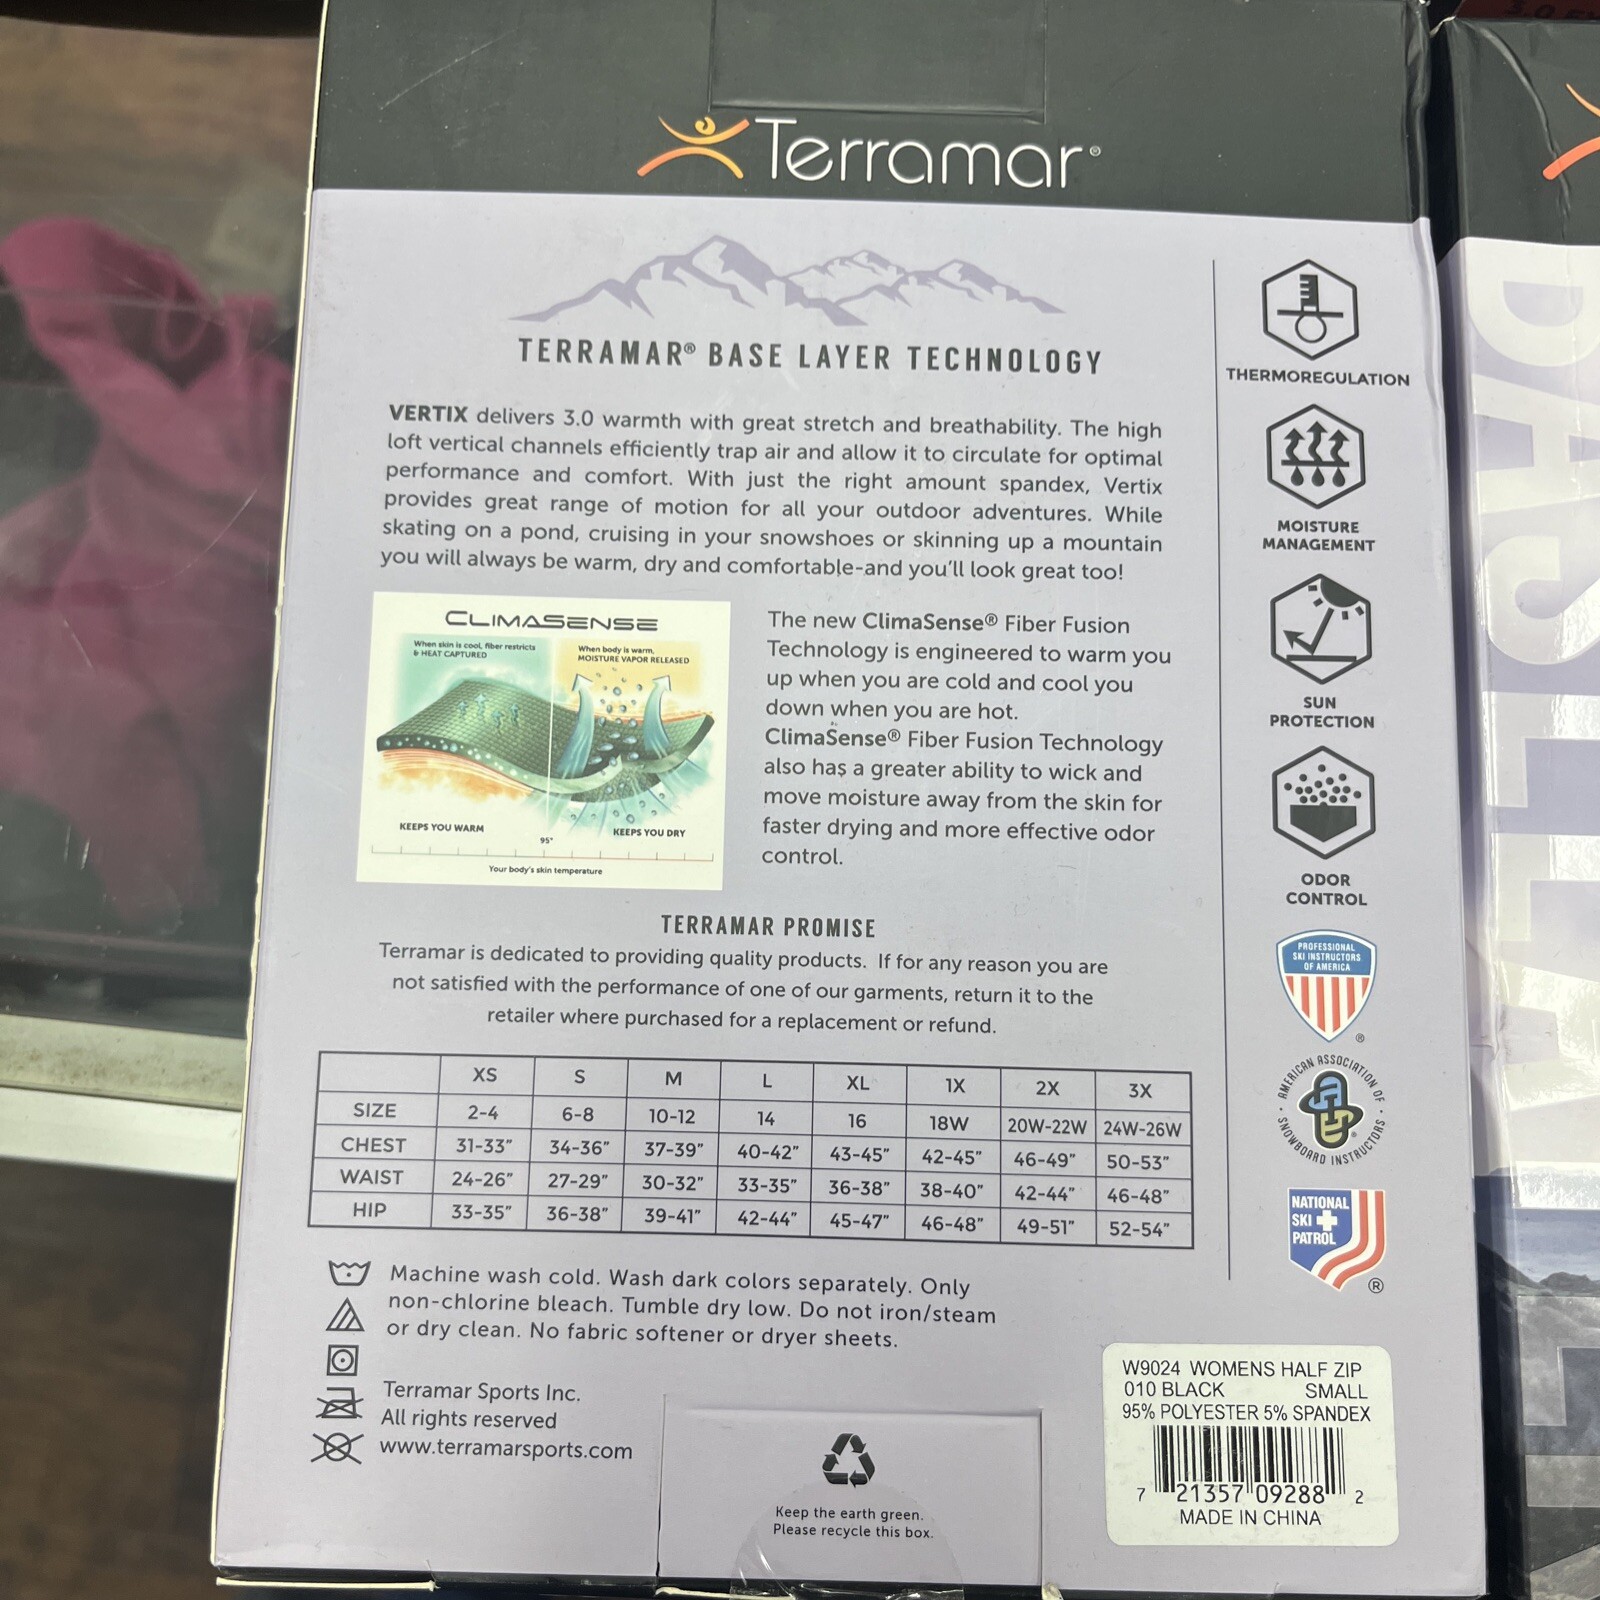 Terramar®
TERRAMAR® BASE LAYER TECHNOLOGY
VERTIX delivers 3.0 warmth with great stretch and breathability. The high
loft vertical channels efficiently trap air and allow it to circulate for optimal
performance and comfort. With just the right amount spandex, Vertix
provides great range of motion for all your outdoor adventures. While
skating on a pond, cruising in your snowshoes or skinning up a mountain
you will always be warm, dry and comfortable-and you'll look great too!
CLIMASENSE
When skin is cool, fiber restricts
& HEAT CAPTURED
When body is warm,
MOISTURE VAPOR RELEASED
KEEPS YOU WARM
95°
KEEPS YOU DRY
Your body's skin temperature
The new ClimaSense® Fiber Fusion
Technology is engineered to warm you
up when you are cold and cool you
down when you are hot.
ClimaSense® Fiber Fusion Technology
also has a greater ability to wick and
move moisture away from the skin for
faster drying and more effective odor
control.
TERRAMAR PROMISE
Terramar is dedicated to providing quality products. If for any reason you are
not satisfied with the performance of one of our garments, return it to the
retailer where purchased for a replacement or refund.
XS S M L XL 1X 2X 3X
SIZE 2-4 6-8 10-12 14 16 18W 20W-22W 24W-26W
CHEST 31-33" 34-36" 37-39" 40-42" 43-45" 42-45" 46-49" 50-53"
WAIST 24-26" 27-29" 30-32" 33-35" 36-38" 38-40" 42-44" 46-48"
HIP 33-35" 36-38" 39-41" 42-44" 45-47" 46-48" 49-51" 52-54"
Machine wash cold. Wash dark colors separately. Only
non-chlorine bleach. Tumble dry low. Do not iron/steam
or dry clean. No fabric softener or dryer sheets.
Terramar Sports Inc.
All rights reserved
www.terramarsports.com
Keep the earth green.
Please recycle this box.
THERMOREGULATION
MOISTURE
MANAGEMENT
SUN
PROTECTION
ODOR
CONTROL
PROFESSIONAL
SKI INSTRUCTORS
OF AMERICA
®
AMERICAN ASSOCIATION OF
SNOWBOARD INSTRUCTORS
NATIONAL
SKI
PATROL
®
W9024 WOMENS HALF ZIP
010 BLACK SMALL
95% POLYESTER 5% SPANDEX
7 21357 09288 2
MADE IN CHINA